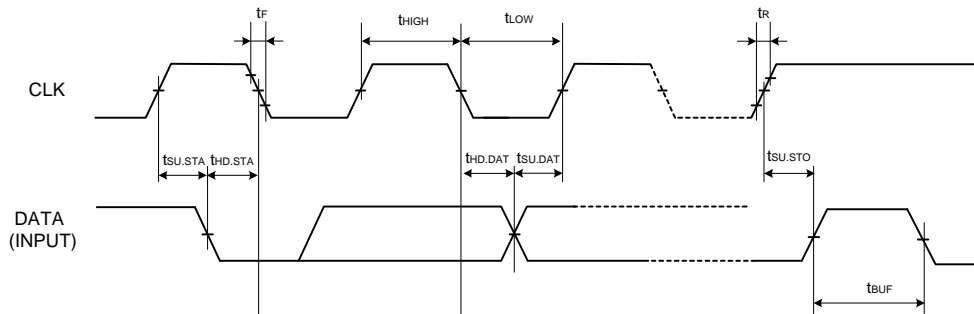 tF
tHIGH
tLOW
tR
CLK
tSU.STA
tHD.STA
tHD.DAT
tSU.DAT
tSU.STO
DATA
(INPUT)
tBUF